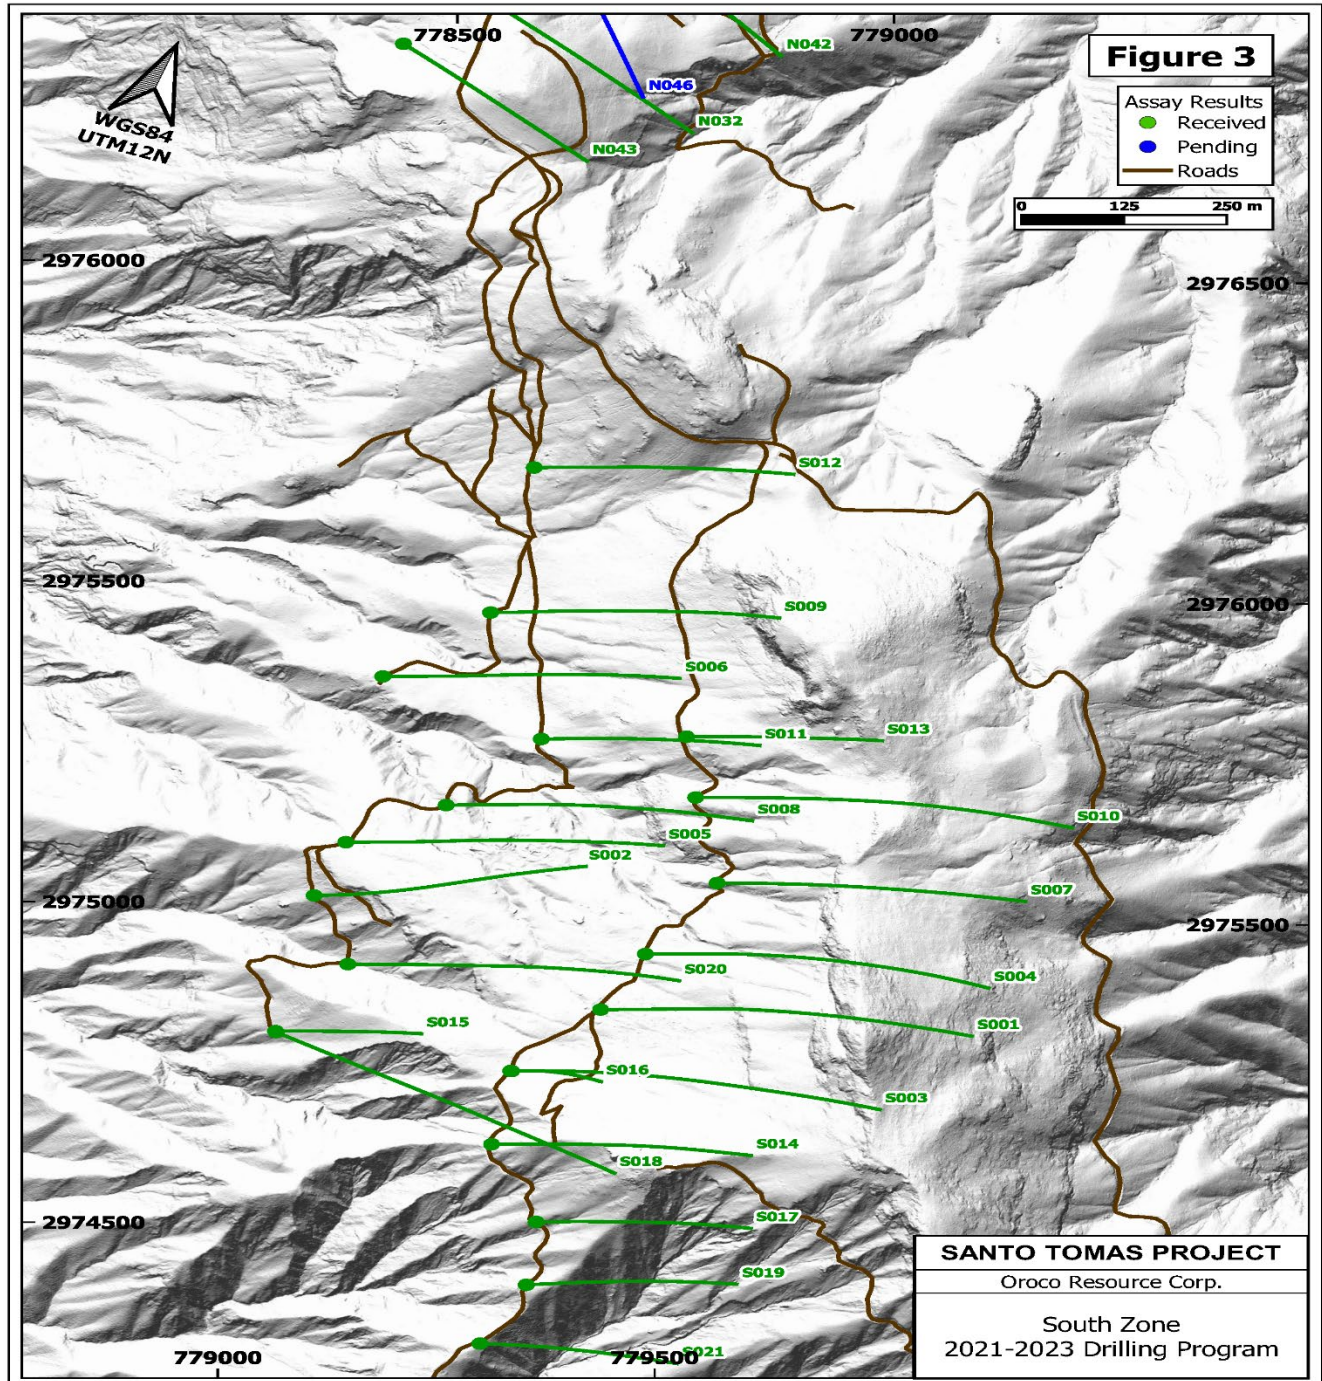 778500
779000
N042
Figure 3
N046
Assay Results
Received
Pending
Roads
WGS84
UTM12N
N032
N043
0 125 250 m
2976000
2976500
S012
2975500
2976000
S009
S006
S013
S011
S008
S010
S005
S002
S007
2975000
2975500
S020
S004
S015
S001
S016
S003
S014
S018
2974500
S017
S019
SANTO TOMAS PROJECT
Oroco Resource Corp.
South Zone
2021-2023 Drilling Program
779000
779500
S021